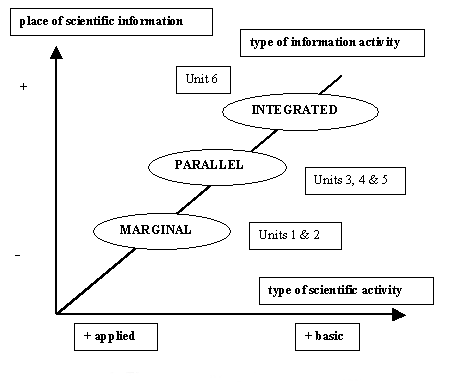 place of scientific information
type of information activity
+
Unit 6
INTEGRATED
PARALLEL
Units 3, 4 & 5
MARGINAL
Units 1 & 2
-
type of scientific activity
+ applied
+ basic